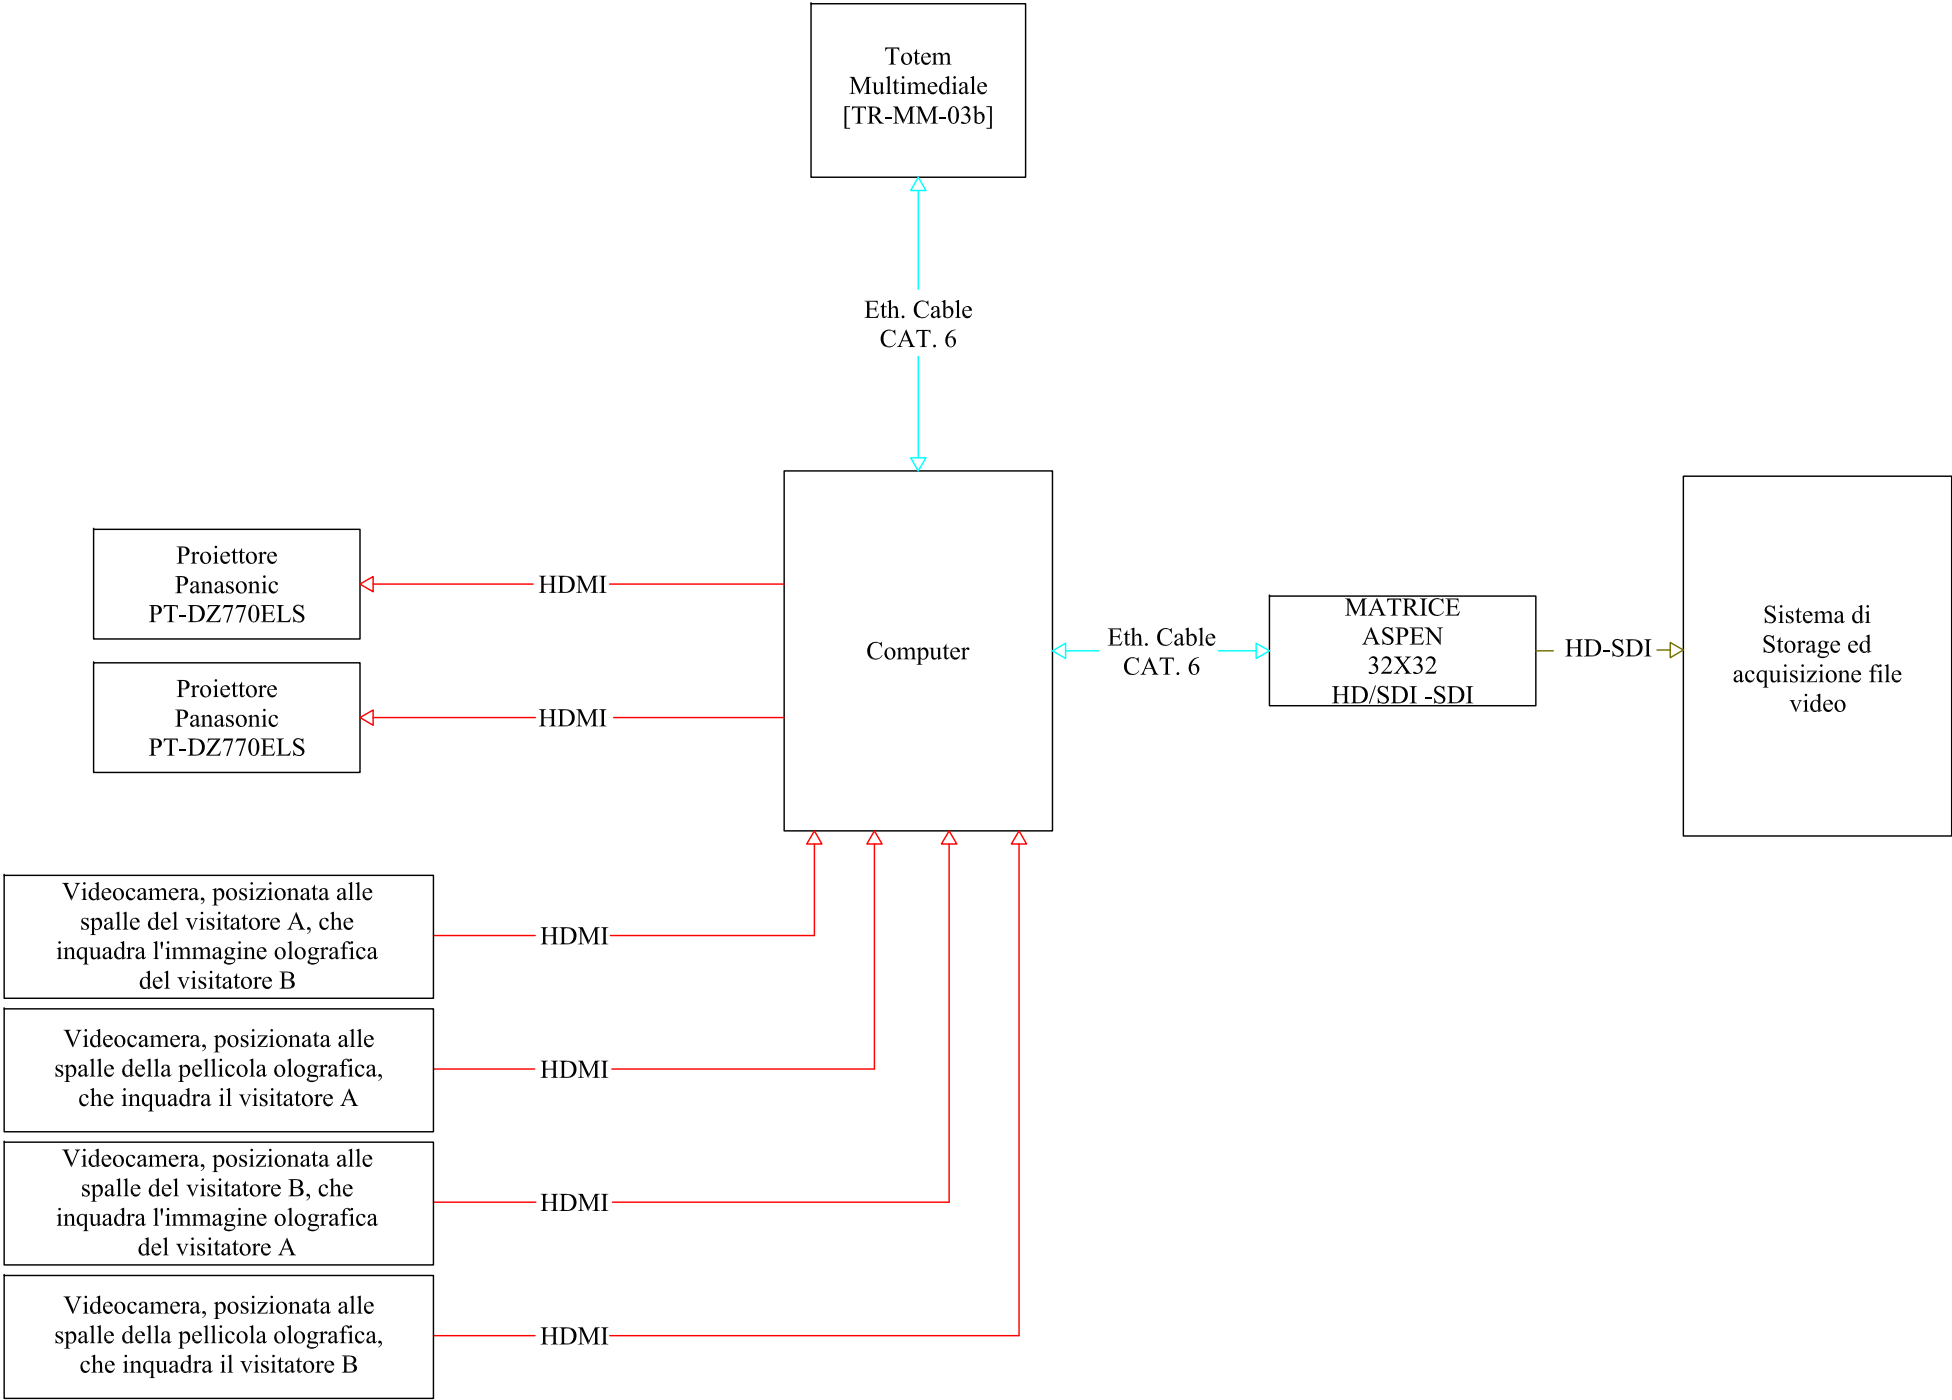 Totem
Multimediale
[TR-MM-03b]
Eth. Cable
CAT. 6
Proiettore
Panasonic
PT-DZ770ELS
HDMI
Proiettore
Panasonic
PT-DZ770ELS
HDMI
Computer
Eth. Cable
CAT. 6
MATRICE
ASPEN
32X32
HD/SDI -SDI
HD-SDI
Sistema di
Storage ed
acquisizione file
video
Videocamera, posizionata alle
spalle del visitatore A, che
inquadra l'immagine olografica
del visitatore B
HDMI
Videocamera, posizionata alle
spalle della pellicola olografica,
che inquadra il visitatore A
HDMI
Videocamera, posizionata alle
spalle del visitatore B, che
inquadra l'immagine olografica
del visitatore A
HDMI
Videocamera, posizionata alle
spalle della pellicola olografica,
che inquadra il visitatore B
HDMI